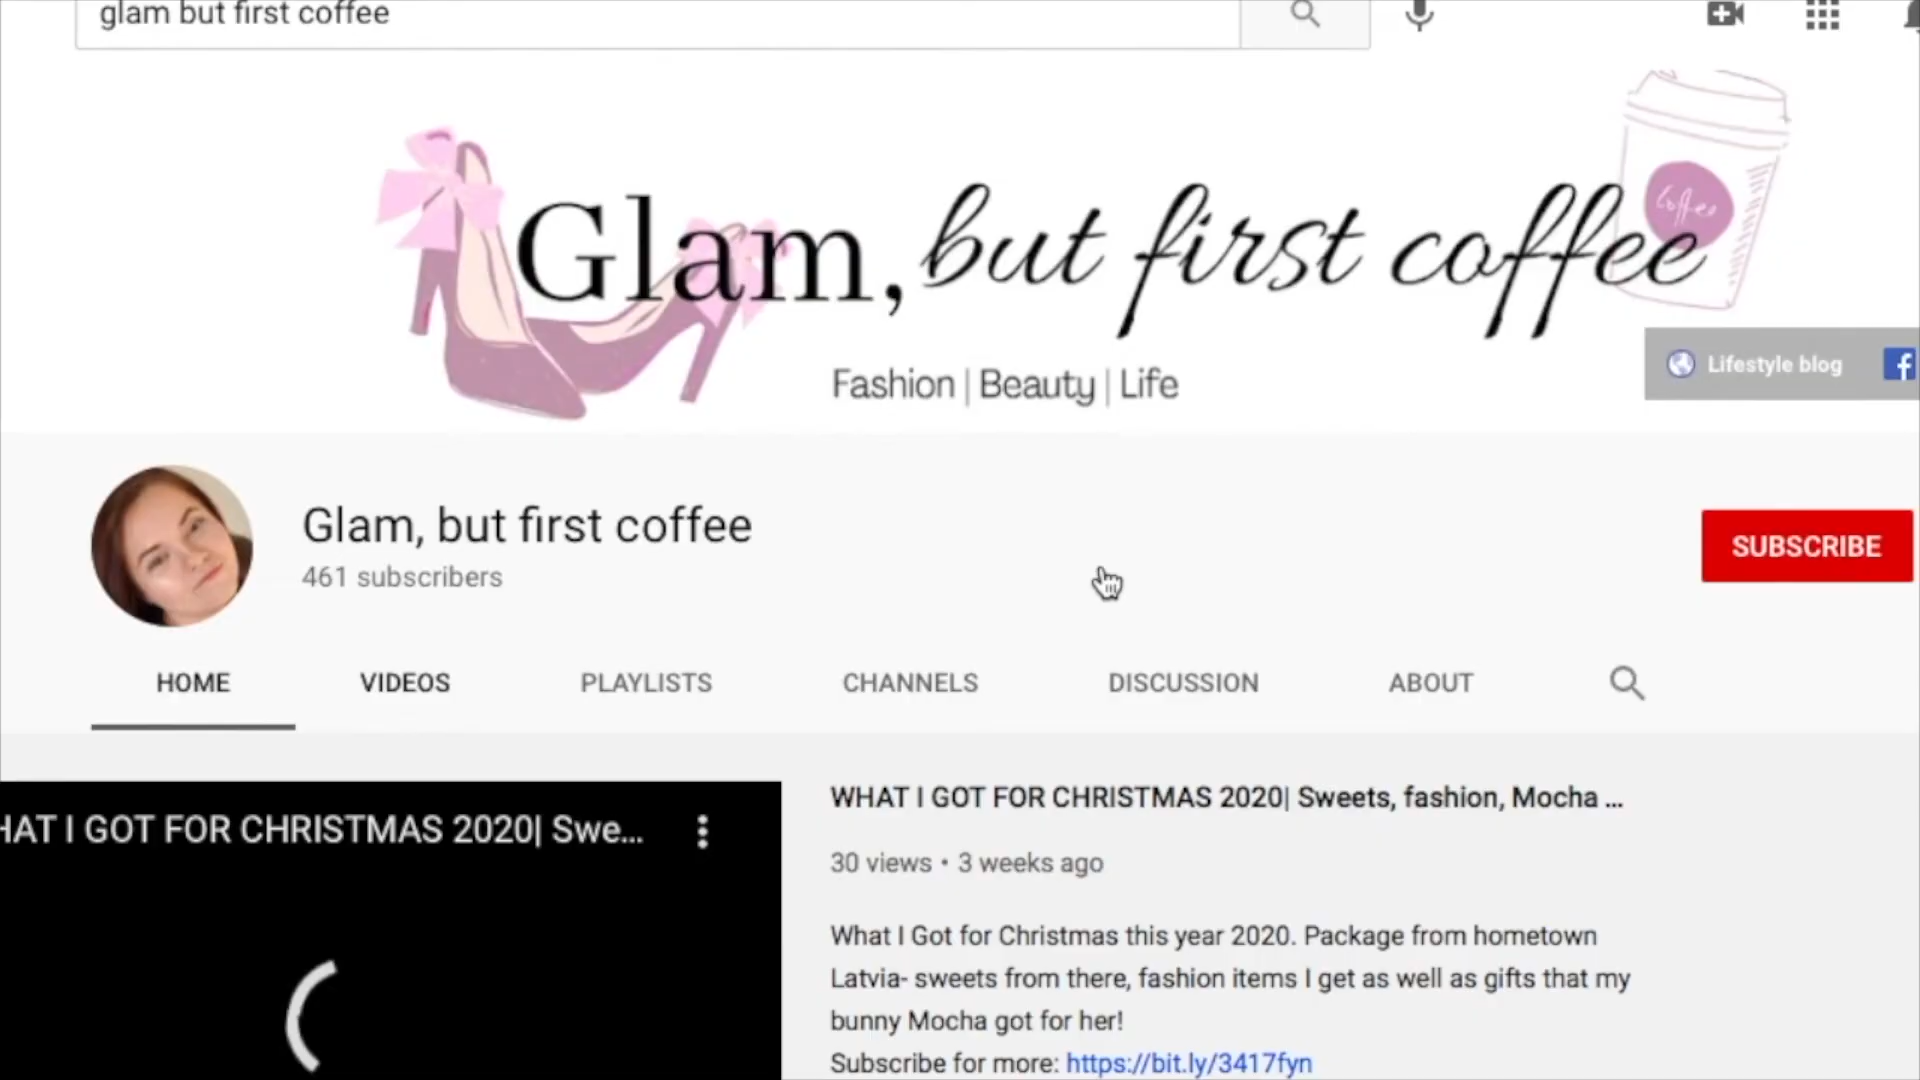 glam but first coffee
Glam, but first coffee
Coffee
Fashion | Beauty | Life
Lifestyle blog
Glam, but first coffee
461 subscribers
SUBSCRIBE
HOME VIDEOS PLAYLISTS CHANNELS DISCUSSION ABOUT
HAT I GOT FOR CHRISTMAS 2020| Swe...
WHAT I GOT FOR CHRISTMAS 2020| Sweets, fashion, Mocha ...
30 views • 3 weeks ago
What I Got for Christmas this year 2020. Package from hometown
Latvia- sweets from there, fashion items I get as well as gifts that my
bunny Mocha got for her!
Subscribe for more: https://bit.ly/3417fyn